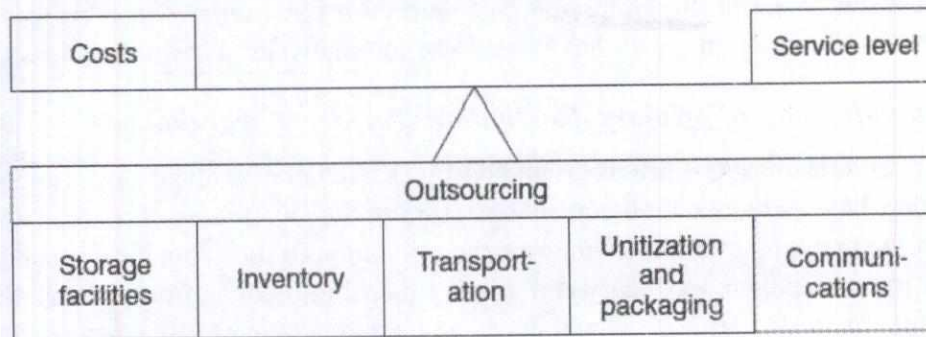 Costs
Service level
Outsourcing
Storage
facilities
Inventory
Transport-
ation
Unitization
and
packaging
Communi-
cations